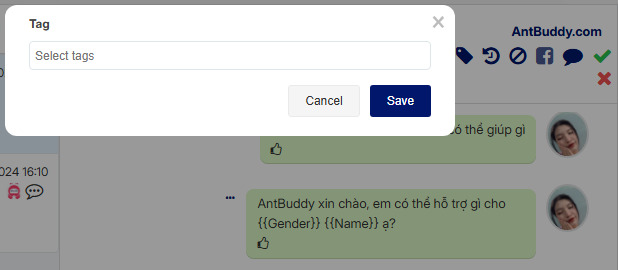 Tag
×
Select tags
Cancel
Save
AntBuddy.com
có thể giúp gì
024 16:10
AntBuddy xin chào, em có thể hỗ trợ gì cho
{{Gender}} {{Name}} ạ?